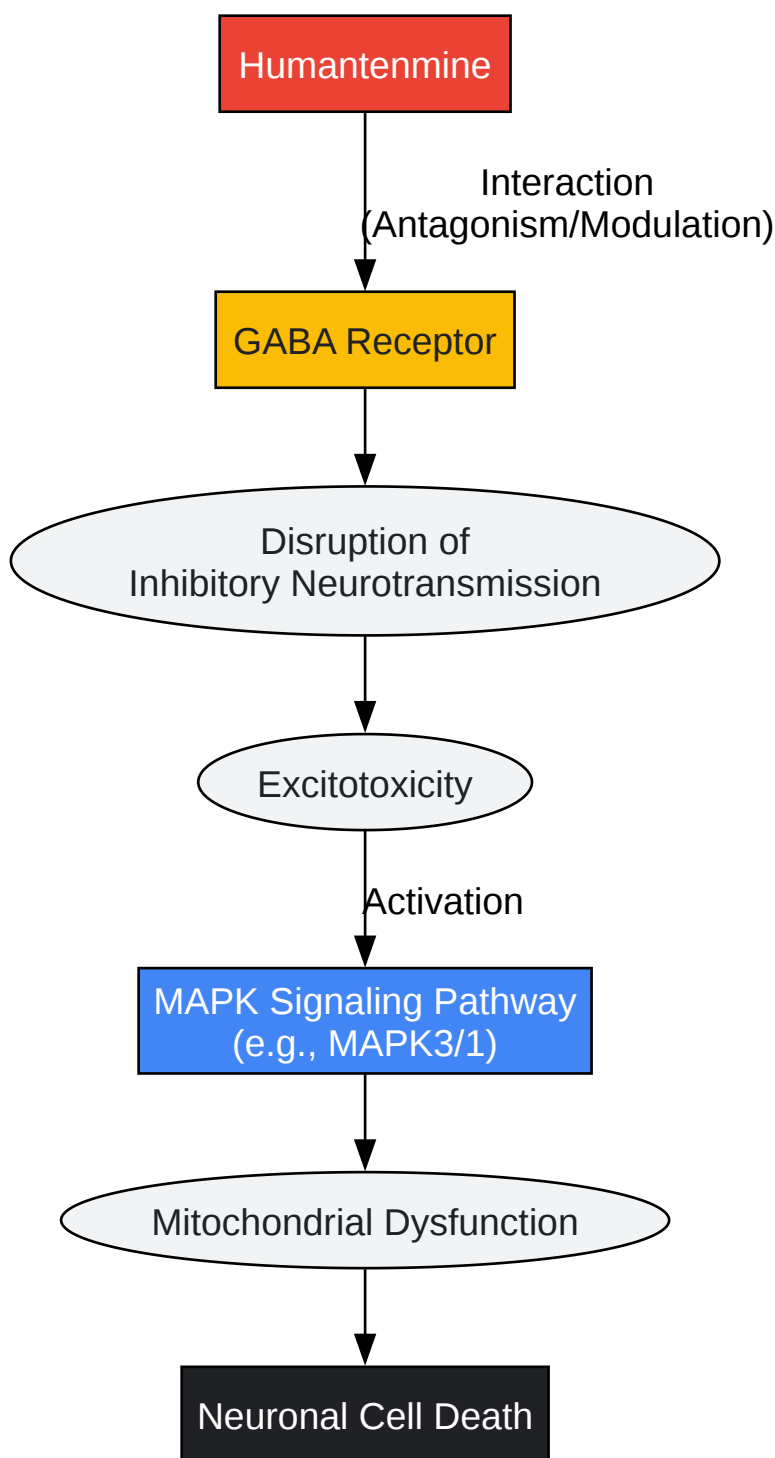 Humantenmine
Interaction
(Antagonism/Modulation)
GABA Receptor
Disruption of
Inhibitory Neurotransmission
Excitotoxicity
Activation
MAPK Signaling Pathway
(e.g., MAPK3/1)
Mitochondrial Dysfunction
Neuronal Cell Death